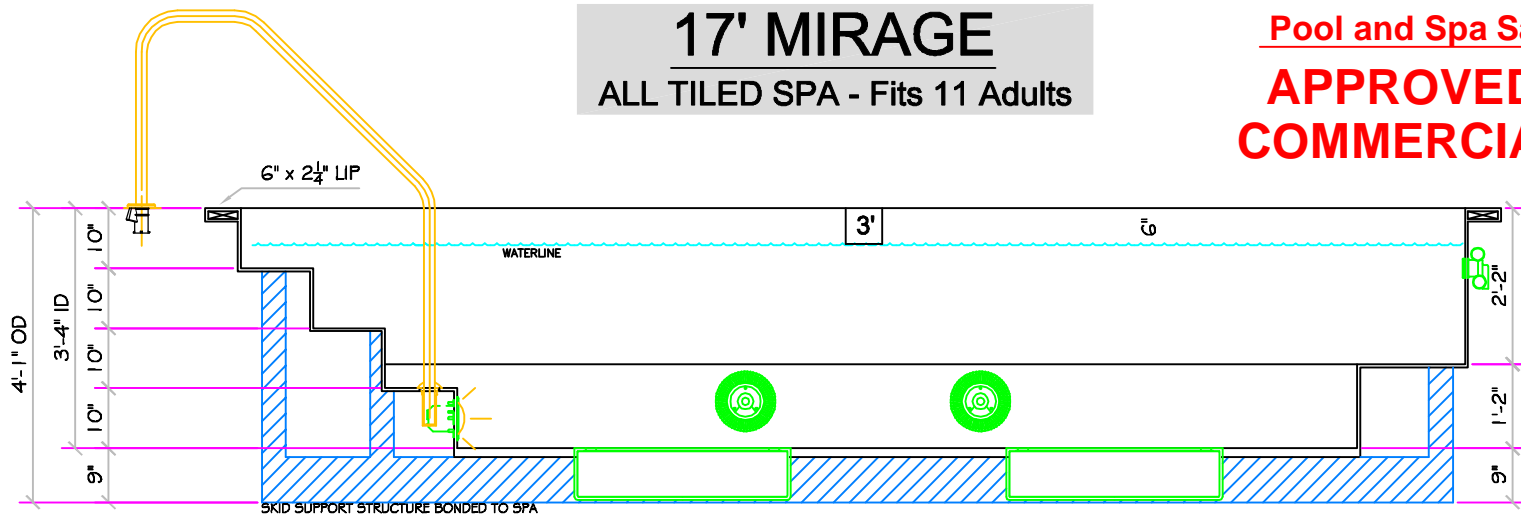 17' MIRAGE
ALL TILED SPA - Fits 11 Adults
Pool and Spa
APPROVED
6" x 2¼" LIP
3'
6"
WATERLINE
10"
10"
10"
10"
9"
3'-4" ID
4'-1" OD
2'-2"
1'-2"
9"
SKID SUPPORT STRUCTURE BONDED TO SPA